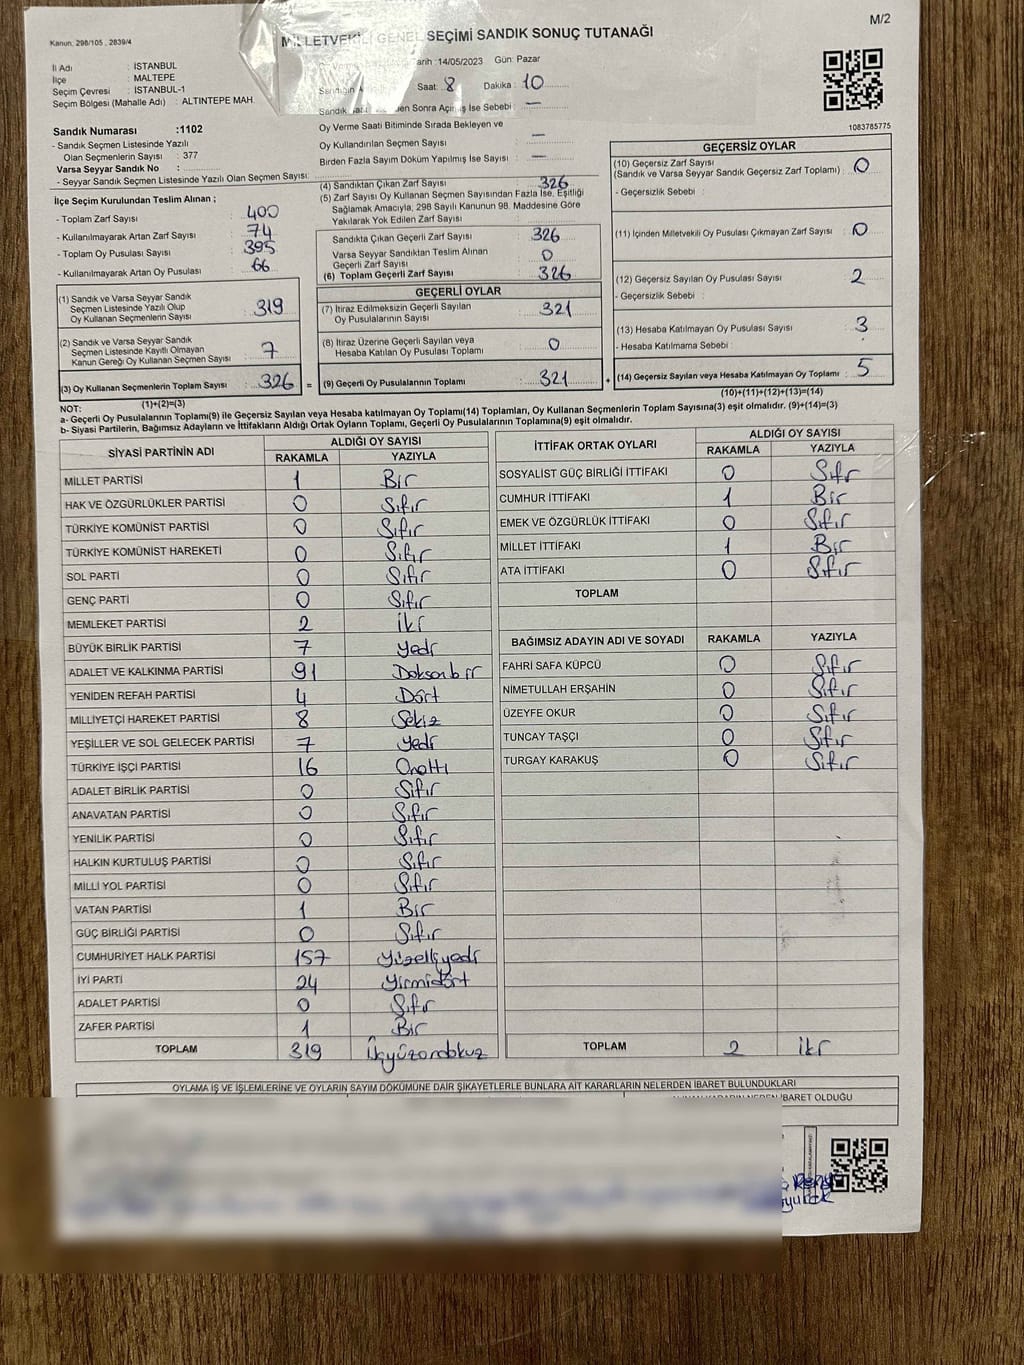 M/2
Kanun, 298/105 , 2839/4
MİLLETVEKİLİ GENEL SEÇİMİ SANDIK SONUÇ TUTANAĞI
İl Adı : İSTANBUL
İlçe : MALTEPE
Seçim Çevresi : İSTANBUL-1
Seçim Bölgesi (Mahalle Adı) : ALTINTEPE MAH.
Tarih :14/05/2023 Gün: Pazar
Saat: 8 Dakika : 10
Sonra Açılmış İse Sebebi : —
Oy Verme Saati Bitiminde Sırada Bekleyen ve
Oy Kullandırılan Seçmen Sayısı : —
Birden Fazla Sayım Döküm Yapılmış İse Sayısı : —
1083785775
Sandık Numarası :1102
- Sandık Seçmen Listesinde Yazılı
Olan Seçmenlerin Sayısı : 377
Varsa Seyyar Sandık No :
- Seyyar Sandık Seçmen Listesinde Yazılı Olan Seçmen Sayısı:
İlçe Seçim Kurulundan Teslim Alınan ;
- Toplam Zarf Sayısı : 400
- Kullanılmayarak Artan Zarf Sayısı : 74
- Toplam Oy Pusulası Sayısı : 395
- Kullanılmayarak Artan Oy Pusulası : 66
(1) Sandık ve Varsa Seyyar Sandık
Seçmen Listesinde Yazılı Olup
Oy Kullanan Seçmenlerin Sayısı : 319
(2) Sandık ve Varsa Seyyar Sandık
Seçmen Listesinde Kayıtlı Olmayan
Kanun Gereği Oy Kullanan Seçmen Sayısı : 7
(3) Oy Kullanan Seçmenlerin Toplam Sayısı : 326 =
(1)+(2)=(3)
(4) Sandıktan Çıkan Zarf Sayısı : 326
(5) Zarf Sayısı Oy Kullanan Seçmen Sayısından Fazla İse, Eşitliği
Sağlamak Amacıyla, 298 Sayılı Kanunun 98. Maddesine Göre
Yakılarak Yok Edilen Zarf Sayısı :
Sandıkta Çıkan Geçerli Zarf Sayısı : 326
Varsa Seyyar Sandıktan Teslim Alınan
Geçerli Zarf Sayısı : 0
(6) Toplam Geçerli Zarf Sayısı : 326
GEÇERLİ OYLAR
(7) İtiraz Edilmeksizin Geçerli Sayılan
Oy Pusulalarının Sayısı : 321
(8) İtiraz Üzerine Geçerli Sayılan veya
Hesaba Katılan Oy Pusulası Toplamı : 0
(9) Geçerli Oy Pusulalarının Toplamı : 321 +
GEÇERSİZ OYLAR
(10) Geçersiz Zarf Sayısı
(Sandık ve Varsa Seyyar Sandık Geçersiz Zarf Toplamı) : 0
- Geçersizlik Sebebi :
(11) İçinden Milletvekili Oy Pusulası Çıkmayan Zarf Sayısı : 0
(12) Geçersiz Sayılan Oy Pusulası Sayısı : 2
- Geçersizlik Sebebi :
(13) Hesaba Katılmayan Oy Pusulası Sayısı : 3
- Hesaba Katılmama Sebebi :
(14) Geçersiz Sayılan veya Hesaba Katılmayan Oy Toplamı : 5
(10)+(11)+(12)+(13)=(14)
NOT:
a- Geçerli Oy Pusulalarının Toplamı(9) ile Geçersiz Sayılan veya Hesaba katılmayan Oy Toplamı(14) Toplamları, Oy Kullanan Seçmenlerin Toplam Sayısına(3) eşit olmalıdır. (9)+(14)=(3)
b- Siyasi Partilerin, Bağımsız Adayların ve İttifakların Aldığı Ortak Oyların Toplamı, Geçerli Oy Pusulalarının Toplamına(9) eşit olmalıdır.
SİYASİ PARTİNİN ADI ALDIĞI OY SAYISI
RAKAMLA YAZIYLA
MİLLET PARTİSİ 1 Bir
HAK VE ÖZGÜRLÜKLER PARTİSİ 0 Sıfır
TÜRKİYE KOMÜNİST PARTİSİ 0 Sıfır
TÜRKİYE KOMÜNİST HAREKETİ 0 Sıfır
SOL PARTİ 0 Sıfır
GENÇ PARTİ 0 Sıfır
MEMLEKET PARTİSİ 2 İki
BÜYÜK BİRLİK PARTİSİ 7 Yedi
ADALET VE KALKINMA PARTİSİ 91 Doksanbir
YENİDEN REFAH PARTİSİ 4 Dört
MİLLİYETÇİ HAREKET PARTİSİ 8 Sekiz
YEŞİLLER VE SOL GELECEK PARTİSİ 7 Yedi
TÜRKİYE İŞÇİ PARTİSİ 16 Onaltı
ADALET BİRLİK PARTİSİ 0 Sıfır
ANAVATAN PARTİSİ 0 Sıfır
YENİLİK PARTİSİ 0 Sıfır
HALKIN KURTULUŞ PARTİSİ 0 Sıfır
MİLLİ YOL PARTİSİ 0 Sıfır
VATAN PARTİSİ 1 Bir
GÜÇ BİRLİĞİ PARTİSİ 0 Sıfır
CUMHURİYET HALK PARTİSİ 157 Yüzelliyedi
İYİ PARTİ 24 Yirmidört
ADALET PARTİSİ 0 Sıfır
ZAFER PARTİSİ 1 Bir
TOPLAM 319 Üçyüzondokuz
İTTİFAK ORTAK OYLARI ALDIĞI OY SAYISI
RAKAMLA YAZIYLA
SOSYALİST GÜÇ BİRLİĞİ İTTİFAKI 0 Sıfır
CUMHUR İTTİFAKI 1 Bir
EMEK VE ÖZGÜRLÜK İTTİFAKI 0 Sıfır
MİLLET İTTİFAKI 1 Bir
ATA İTTİFAKI 0 Sıfır
TOPLAM
BAĞIMSIZ ADAYIN ADI VE SOYADI RAKAMLA YAZIYLA
FAHRİ SAFA KÜPCÜ 0 Sıfır
NİMETULLAH ERŞAHİN 0 Sıfır
ÜZEYFE OKUR 0 Sıfır
TUNCAY TAŞÇI 0 Sıfır
TURGAY KARAKUŞ 0 Sıfır
TOPLAM 2 İki
OYLAMA İŞ VE İŞLEMLERİNE VE OYLARIN SAYIM DÖKÜMÜNE DAİR ŞİKAYETLERLE BUNLARA AİT KARARLARIN NELERDEN İBARET BULUNDUKLARI
İBARET OLDUĞU